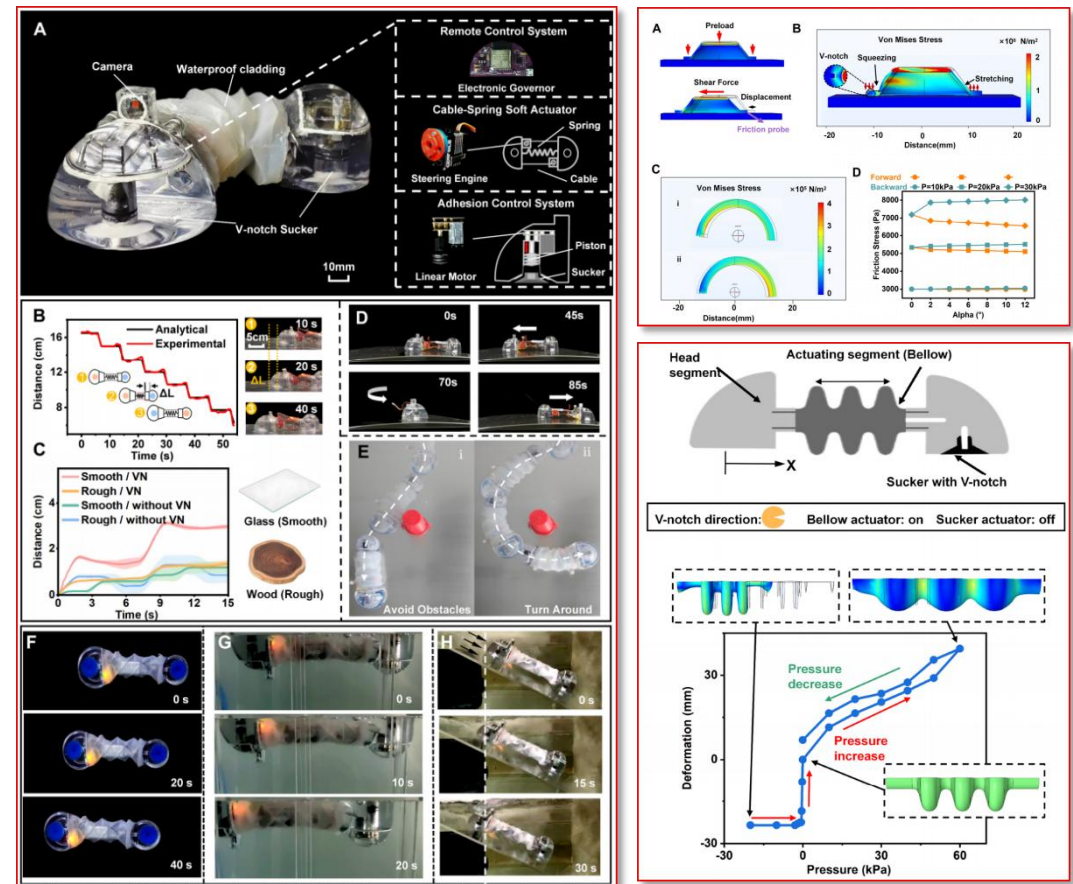 A
Camera
Waterproof cladding
V-notch Sucker
10mm
Remote Control System
Electronic Governor
Cable-Spring Soft Actuator
Spring
Steering Engine
Cable
Adhesion Control System
Piston
Linear Motor
Sucker
B
Analytical
Experimental
Distance (cm)
16
12
8
1
2
3
ΔL
0 10 20 30 40 50
Time (s)
1
10 s
5cm
2
20 s
ΔL
3
40 s
C
Smooth / VN
Rough / VN
Smooth / without VN
Rough / without VN
Distance (cm)
4
2
0
0 3 6 9 12 15
Time (s)
Glass (Smooth)
Wood (Rough)
D
0s
45s
70s
85s
E
i
ii
Avoid Obstacles
Turn Around
F
0 s
20 s
40 s
G
0 s
10 s
20 s
H
0 s
15 s
30 s
A
Preload
Shear Force
Displacement
Friction probe
B
Von Mises Stress
×10⁶ N/m²
V-notch
Squeezing
Stretching
2
1
0
-20 -10 0 10 20
Distance(mm)
C
Von Mises Stress
×10⁵ N/m²
i
ii
4
3
2
1
0
-20 0 20
Distance(mm)
D
Forward
Backward P=10kPa P=20kPa P=30kPa
Friction Stress (Pa)
8000
7000
6000
5000
4000
3000
0 2 4 6 8 10 12
Alpha (°)
Head segment
Actuating segment (Bellow)
X
Sucker with V-notch
V-notch direction: Bellow actuator: on Sucker actuator: off
Pressure decrease
Pressure increase
Deformation (mm)
30
0
-30
-30 0 30 60
Pressure (kPa)